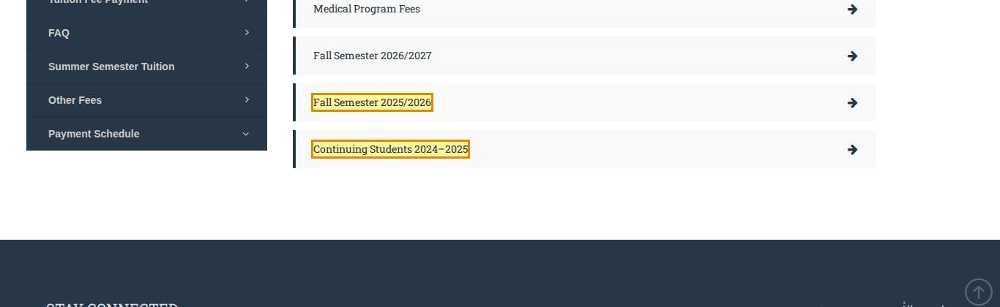 Tuition Fee Payment
FAQ
Summer Semester Tuition
Other Fees
Payment Schedule
Medical Program Fees
Fall Semester 2026/2027
Fall Semester 2025/2026
Continuing Students 2024–2025
STAY CONNECTED